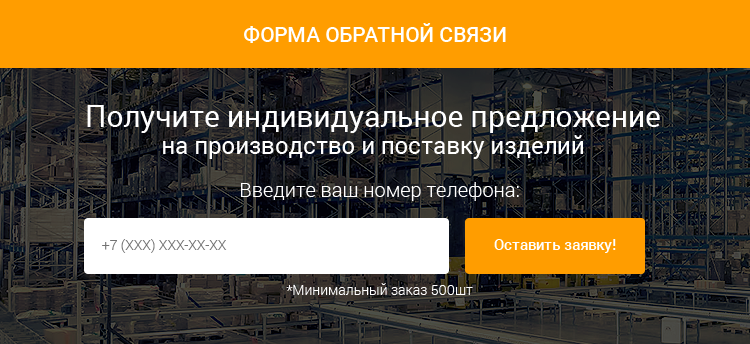 ФОРМА ОБРАТНОЙ СВЯЗИ
Получите индивидуальное предложение
на производство и поставку изделий
Введите ваш номер телефона:
+7 (XXX) XXX-XX-XX
Оставить заявку!
*Минимальный заказ 500шт